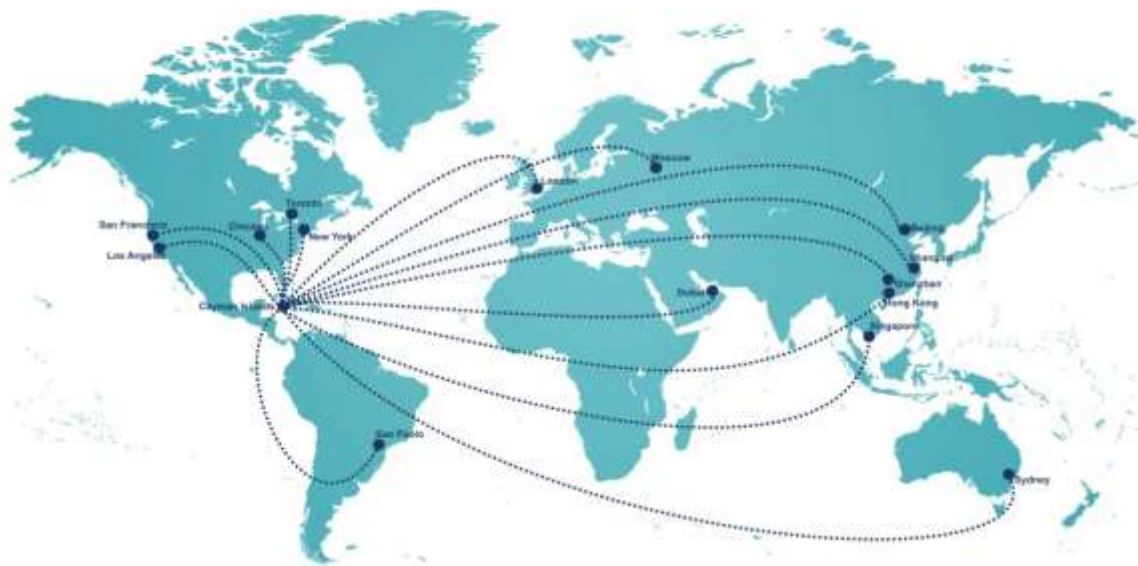 Moscow
London
Toronto
San Francisco
Chicago
New York
Beijing
Los Angeles
Shanghai
Dubai
Shenzhen
Cayman Islands
Hong Kong
Singapore
Sao Paolo
Sydney